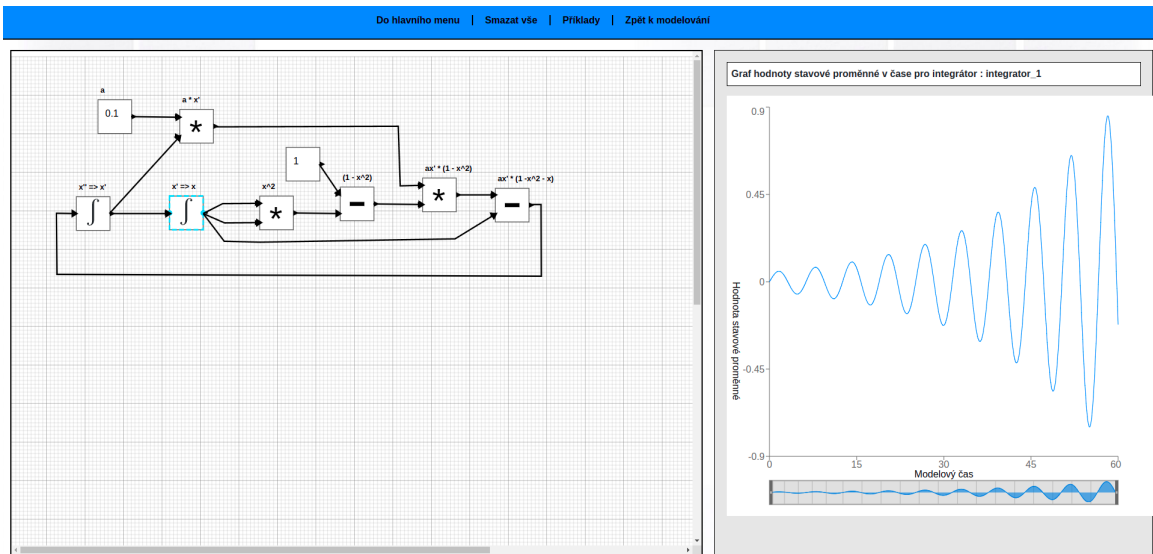 Do hlavního menu | Smazat vše | Příklady | Zpět k modelování
Graf hodnoty stavové proměnné v čase pro integrátor : integrator_1
a
0.1
a * x'
*
1
x'' => x'
∫
x' => x
∫
x^2
*
(1 - x^2)
-
ax' * (1 - x^2)
*
ax' * (1 -x^2 - x)
-
0.9
0.45
0
-0.45
-0.9
Hodnota stavové proměnné
0
15
30
45
60
Modelový čas